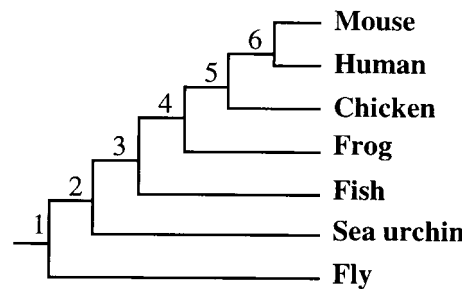 Mouse
6
Human
5
Chicken
4
Frog
3
Fish
2
Sea urchin
1
Fly